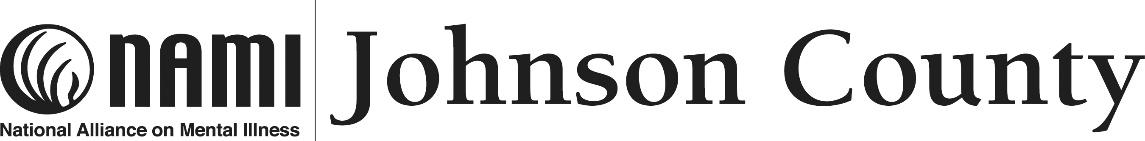 NAMI
National Alliance on Mental Illness
Johnson County